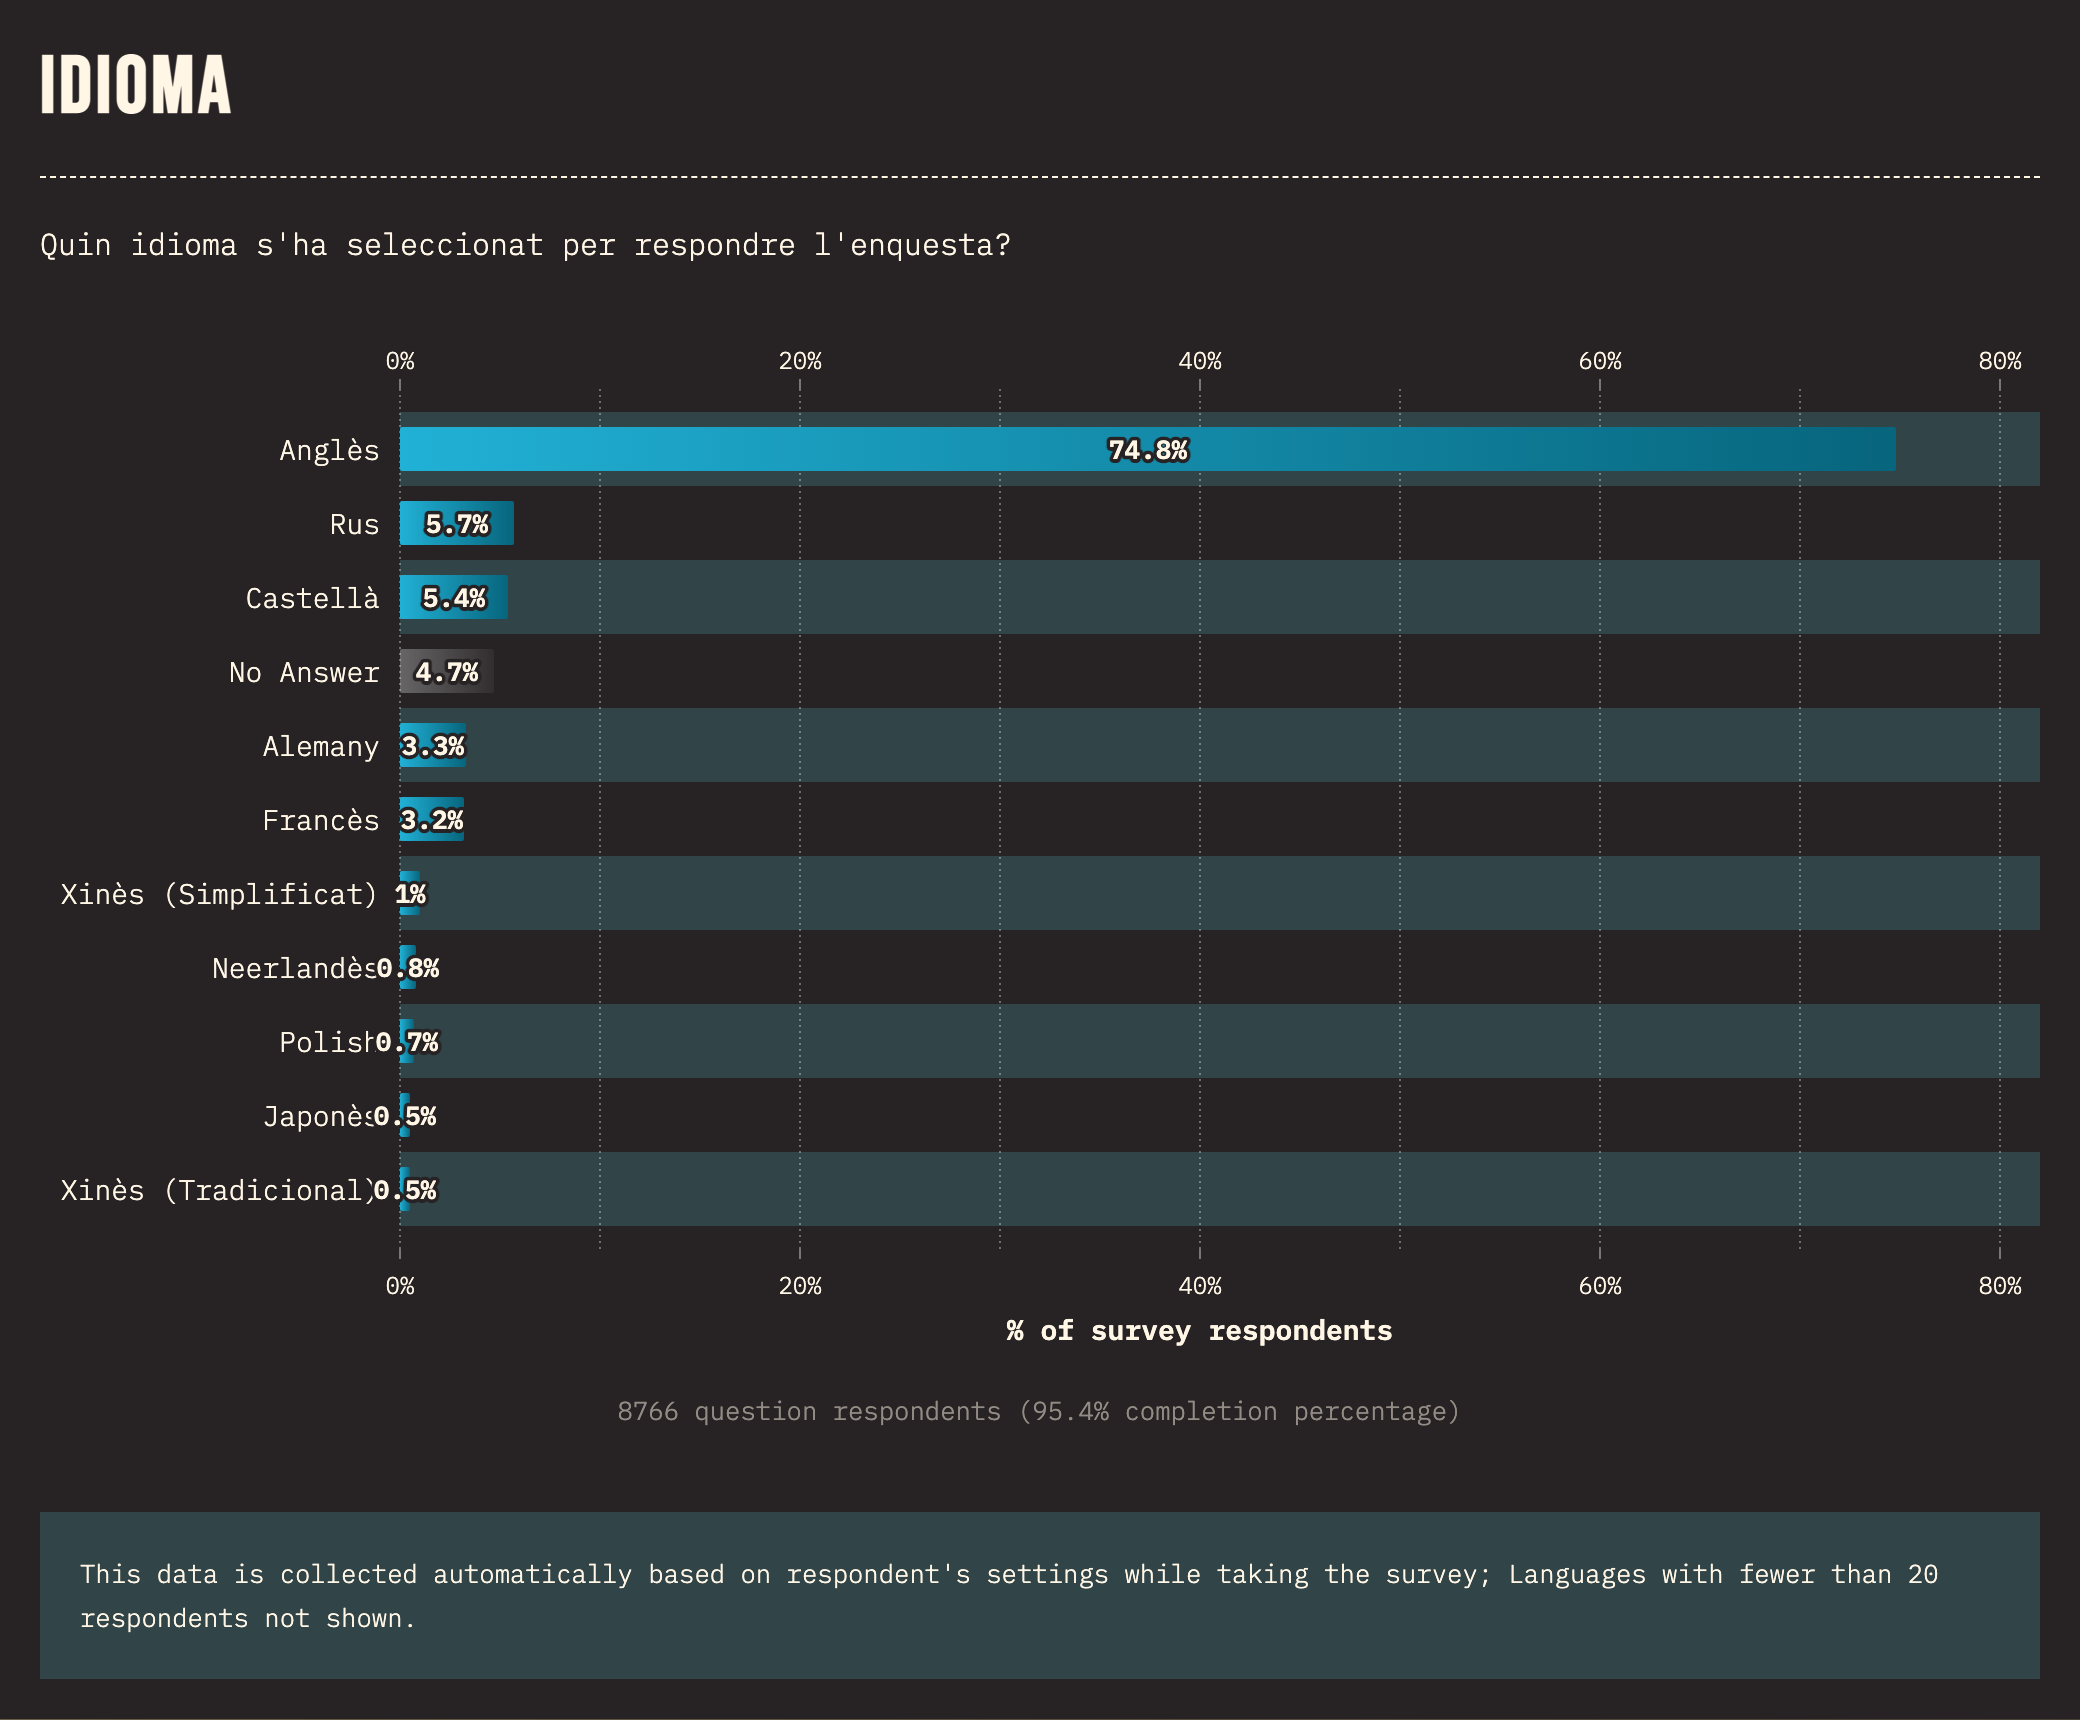 IDIOMA
Quin idioma s'ha seleccionat per respondre l'enquesta?
0% 20% 40% 60% 80%
Anglès 74.8%
Rus 5.7%
Castellà 5.4%
No Answer 4.7%
Alemany 3.3%
Francès 3.2%
Xinès (Simplificat) 1%
Neerlandès 0.8%
Polish 0.7%
Japonès 0.5%
Xinès (Tradicional) 0.5%
0% 20% 40% 60% 80%
% of survey respondents
8766 question respondents (95.4% completion percentage)
This data is collected automatically based on respondent's settings while taking the survey; Languages with fewer than 20
respondents not shown.